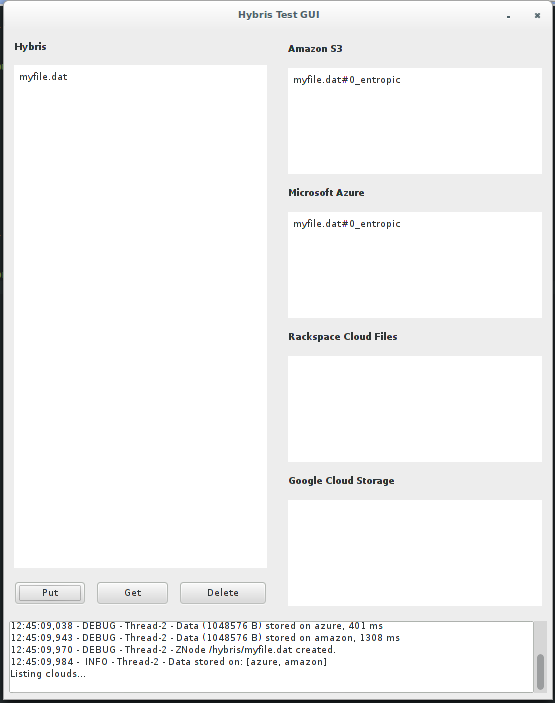 Hybris Test GUI
Hybris
myfile.dat
Amazon S3
myfile.dat#0_entropic
Microsoft Azure
myfile.dat#0_entropic
Rackspace Cloud Files
Google Cloud Storage
Put Get Delete
12:45:09,038 - DEBUG - Thread-2 - Data (1048576 B) stored on azure, 401 ms
12:45:09,943 - DEBUG - Thread-2 - Data (1048576 B) stored on amazon, 1308 ms
12:45:09,970 - DEBUG - Thread-2 - ZNode /hybris/myfile.dat created.
12:45:09,984 -  INFO - Thread-2 - Data stored on: [azure, amazon]
Listing clouds...